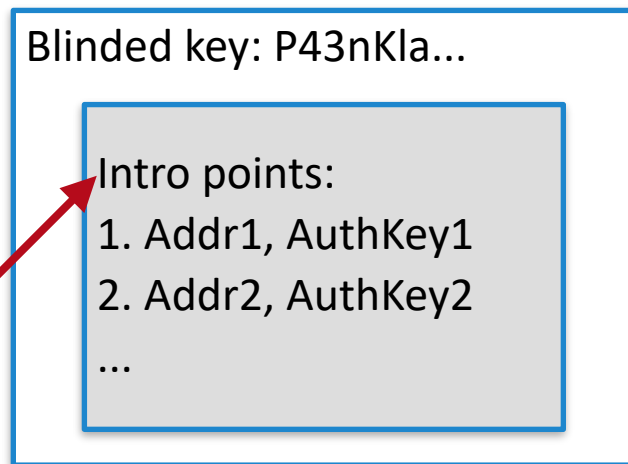 Blinded key: P43nKla...
Intro points:
1. Addr1, AuthKey1
2. Addr2, AuthKey2
...